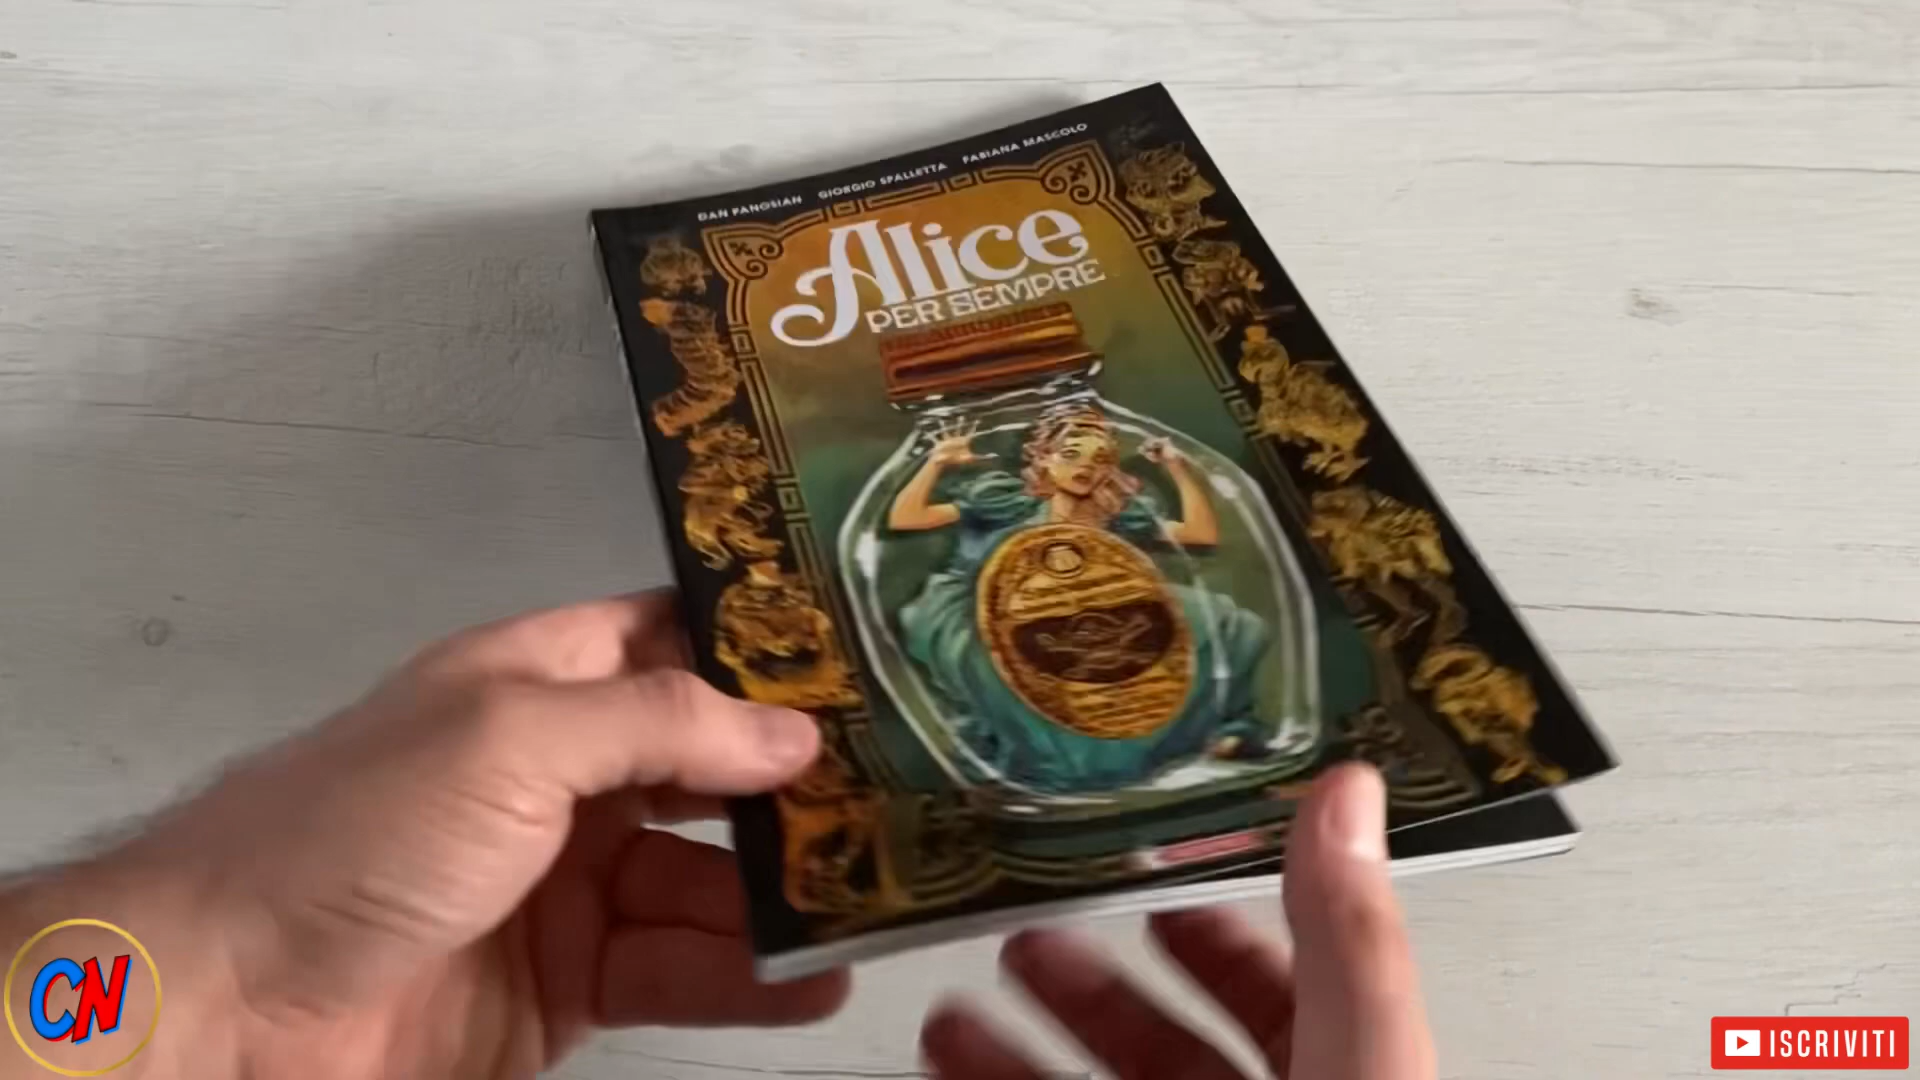 DAN PANOSIAN GIORGIO SPALLETTA FABIANA MASCOLO
Alice
PER SEMPRE
CN
ISCRIVITI